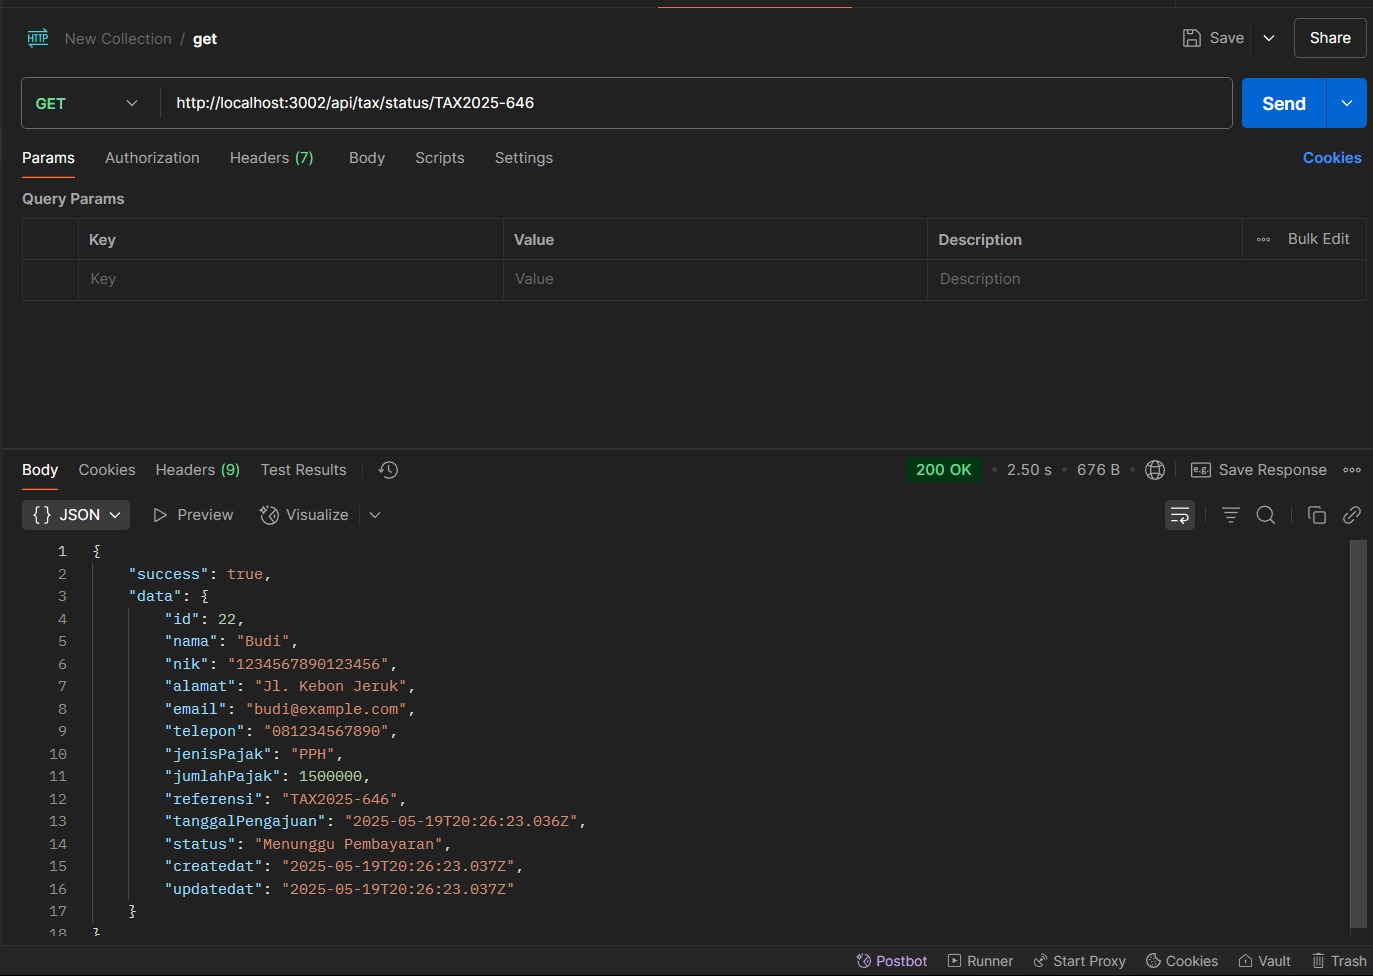 HTTP New Collection / get Save Share
GET http://localhost:3002/api/tax/status/TAX2025-646 Send
Params Authorization Headers (7) Body Scripts Settings Cookies
Query Params
Key Value Description Bulk Edit
Key Value Description
Body Cookies Headers (9) Test Results 200 OK • 2.50 s • 676 B • e.g. Save Response
{} JSON Preview Visualize
1 {
2 "success": true,
3 "data": {
4 "id": 22,
5 "nama": "Budi",
6 "nik": "1234567890123456",
7 "alamat": "Jl. Kebon Jeruk",
8 "email": "budi@example.com",
9 "telepon": "081234567890",
10 "jenisPajak": "PPH",
11 "jumlahPajak": 1500000,
12 "referensi": "TAX2025-646",
13 "tanggalPengajuan": "2025-05-19T20:26:23.036Z",
14 "status": "Menunggu Pembayaran",
15 "createdat": "2025-05-19T20:26:23.037Z",
16 "updatedat": "2025-05-19T20:26:23.037Z"
17 }
18 }
Postbot Runner Start Proxy Cookies Vault Trash